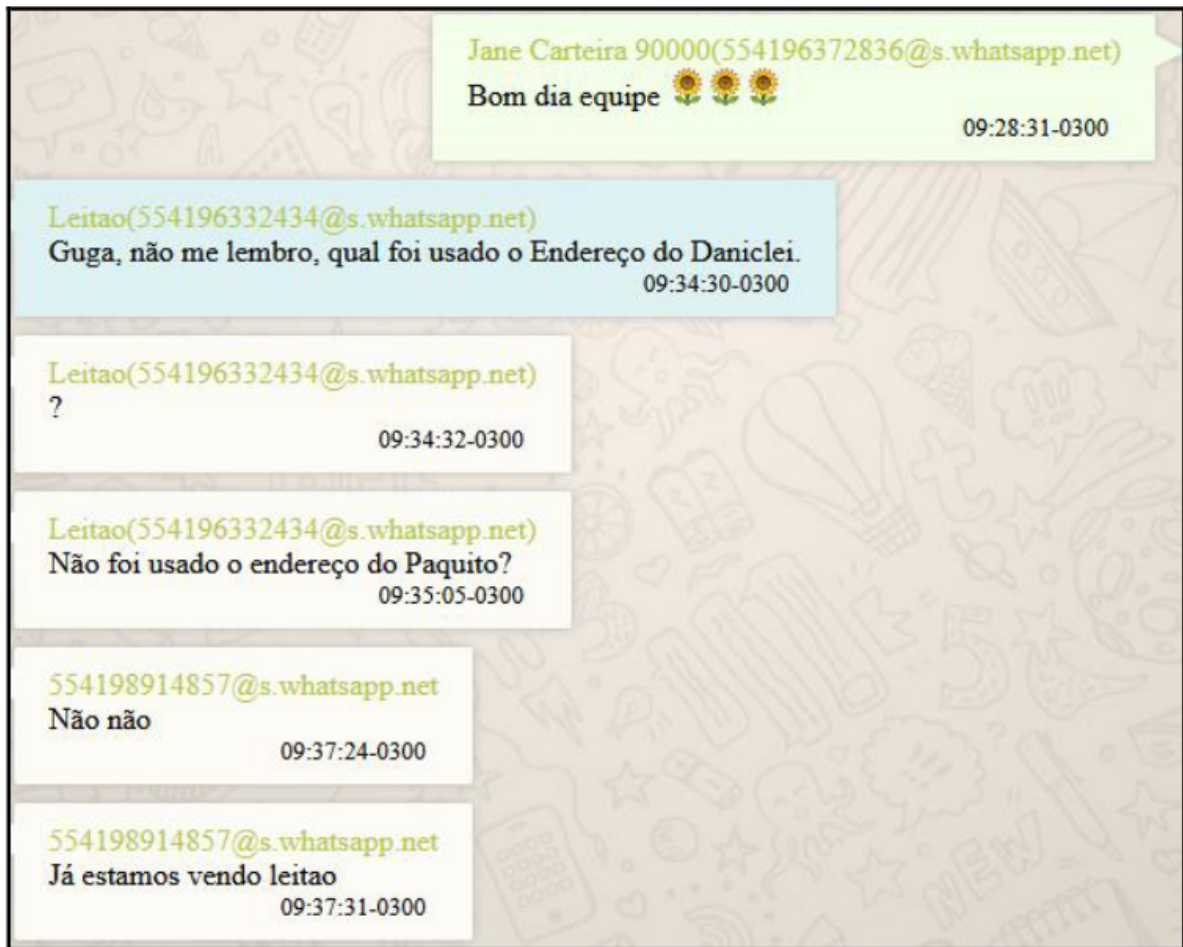 Jane Carteira 90000(554196372836@s.whatsapp.net)
Bom dia equipe 🌻🌻🌻
09:28:31-0300
Leitao(554196332434@s.whatsapp.net)
Guga, não me lembro, qual foi usado o Endereço do Daniclei.
09:34:30-0300
Leitao(554196332434@s.whatsapp.net)
?
09:34:32-0300
Leitao(554196332434@s.whatsapp.net)
Não foi usado o endereço do Paquito?
09:35:05-0300
554198914857@s.whatsapp.net
Não não
09:37:24-0300
554198914857@s.whatsapp.net
Já estamos vendo leitao
09:37:31-0300